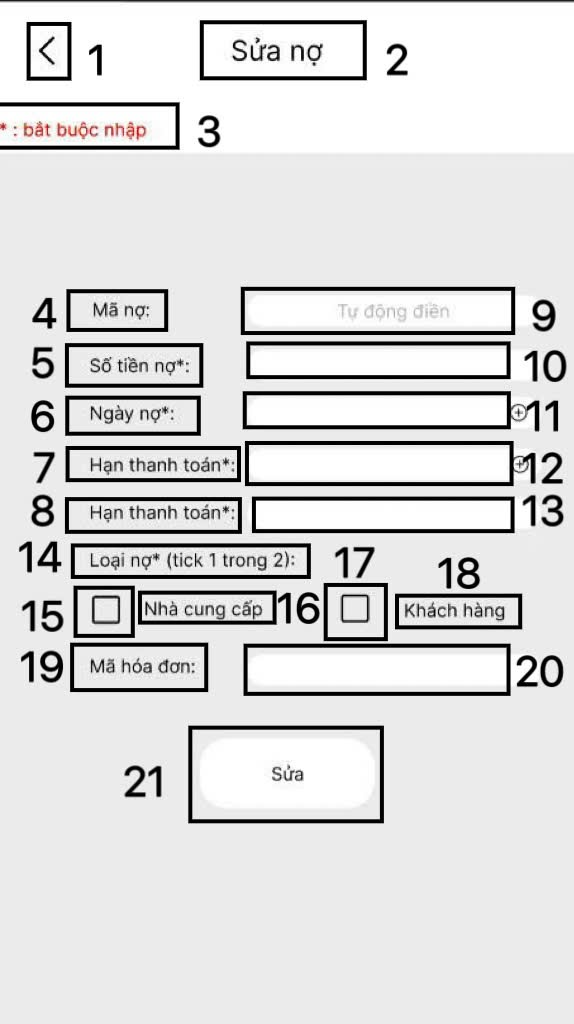 1 Sửa nợ 2
* : bắt buộc nhập 3
4 Mã nợ: Tự động điền 9
5 Số tiền nợ*: 10
6 Ngày nợ*: 11
7 Hạn thanh toán*: 12
8 Hạn thanh toán*: 13
14 Loại nợ* (tick 1 trong 2): 17 18
15 Nhà cung cấp 16 Khách hàng
19 Mã hóa đơn: 20
21 Sửa